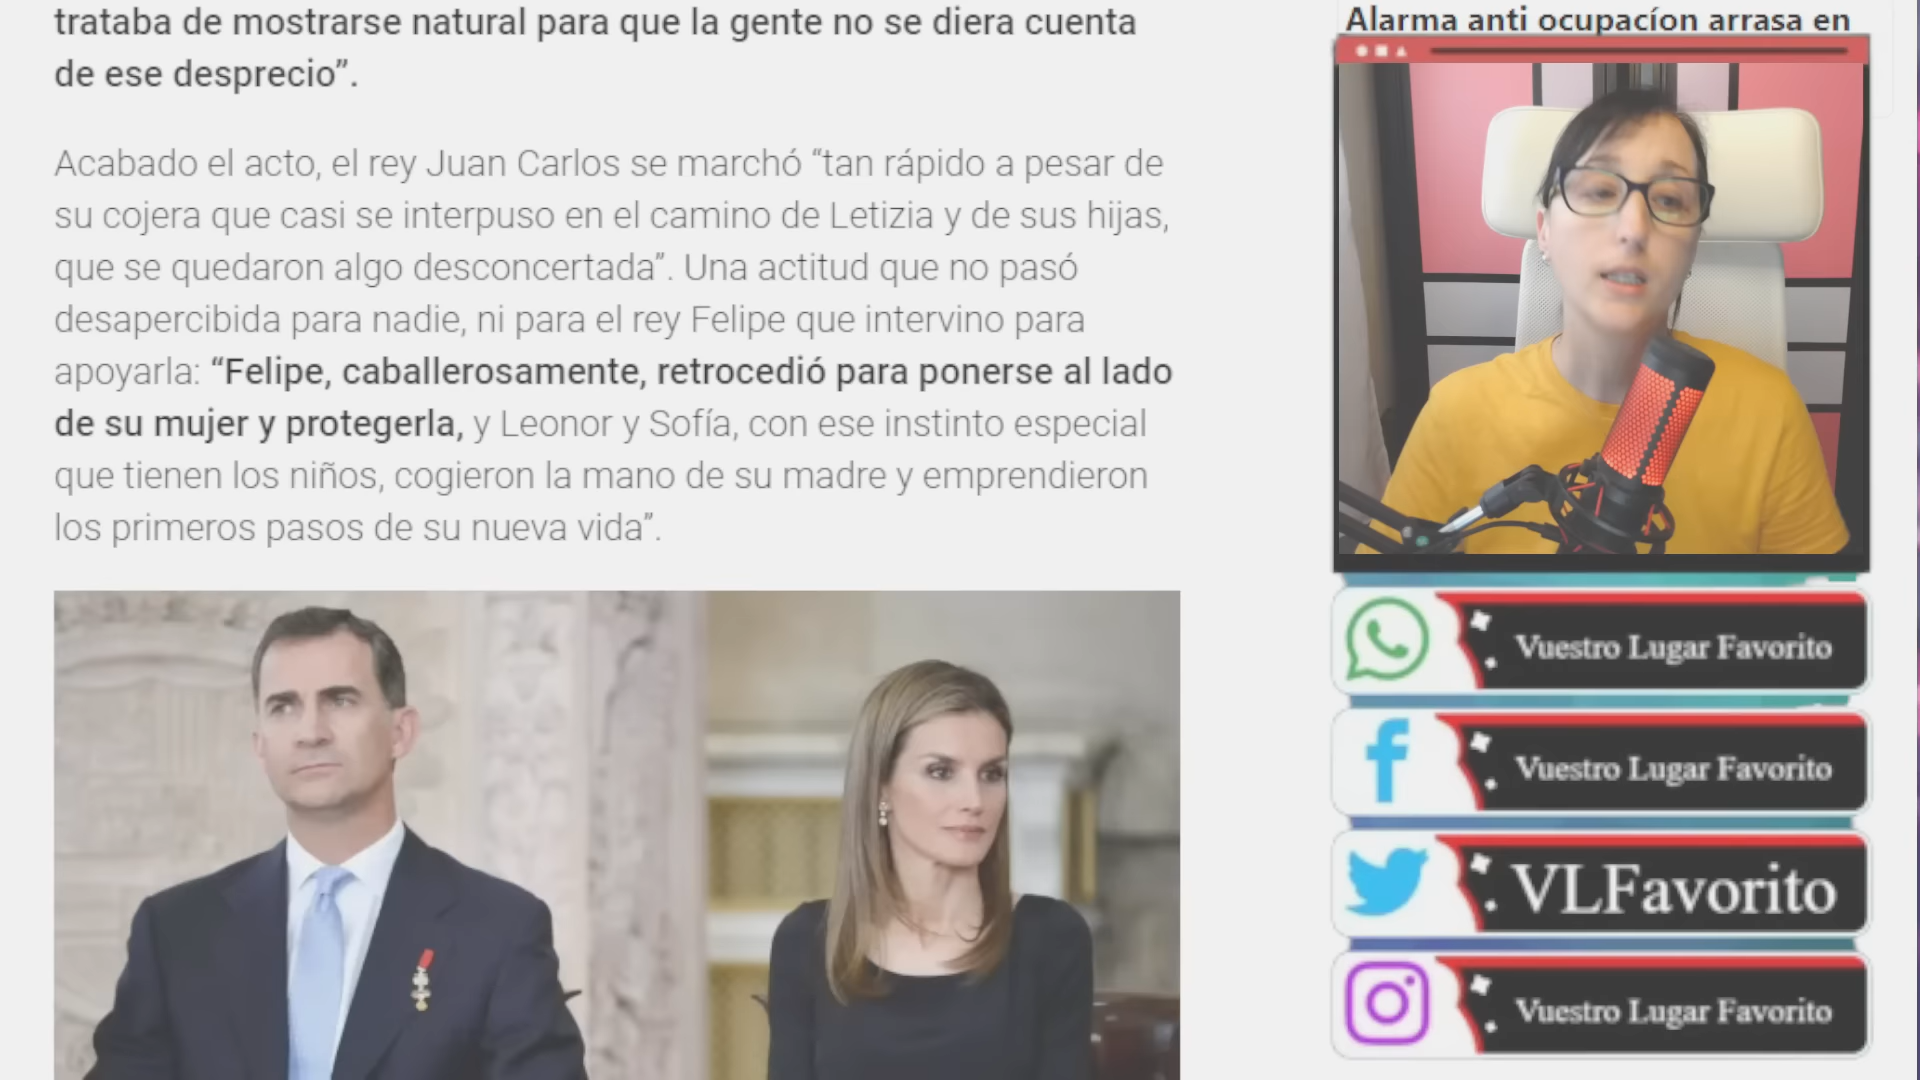 trataba de mostrarse natural para que la gente no se diera cuenta
de ese desprecio”.
Acabado el acto, el rey Juan Carlos se marchó “tan rápido a pesar de
su cojera que casi se interpuso en el camino de Letizia y de sus hijas,
que se quedaron algo desconcertada”. Una actitud que no pasó
desapercibida para nadie, ni para el rey Felipe que intervino para
apoyarla: “Felipe, caballerosamente, retrocedió para ponerse al lado
de su mujer y protegerla, y Leonor y Sofía, con ese instinto especial
que tienen los niños, cogieron la mano de su madre y emprendieron
los primeros pasos de su nueva vida”.
Alarma anti ocupacíon arrasa en
Vuestro Lugar Favorito
Vuestro Lugar Favorito
VLFavorito
Vuestro Lugar Favorito